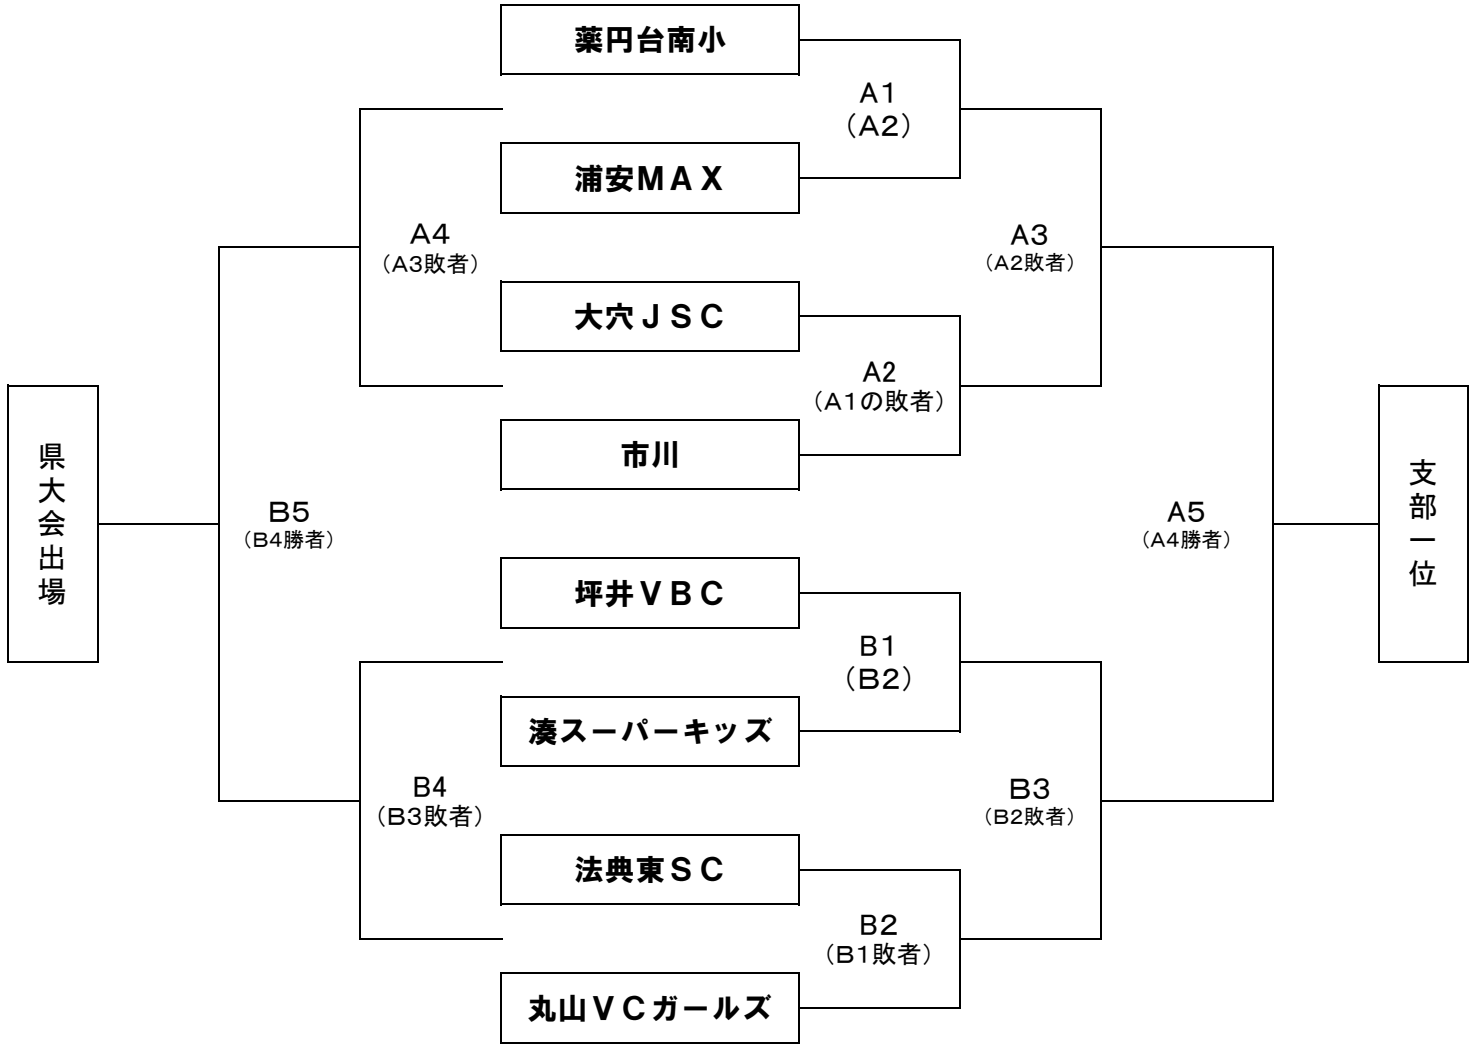 薬円台南小
A1
(A2)
浦安MAX
A4
(A3敗者)
A3
(A2敗者)
大穴JSC
A2
(A1の敗者)
市川
県大会出場
B5
(B4勝者)
A5
(A4勝者)
支部一位
坪井VBC
B1
(B2)
湊スーパーキッズ
B4
(B3敗者)
B3
(B2敗者)
法典東SC
B2
(B1敗者)
丸山VCガールズ